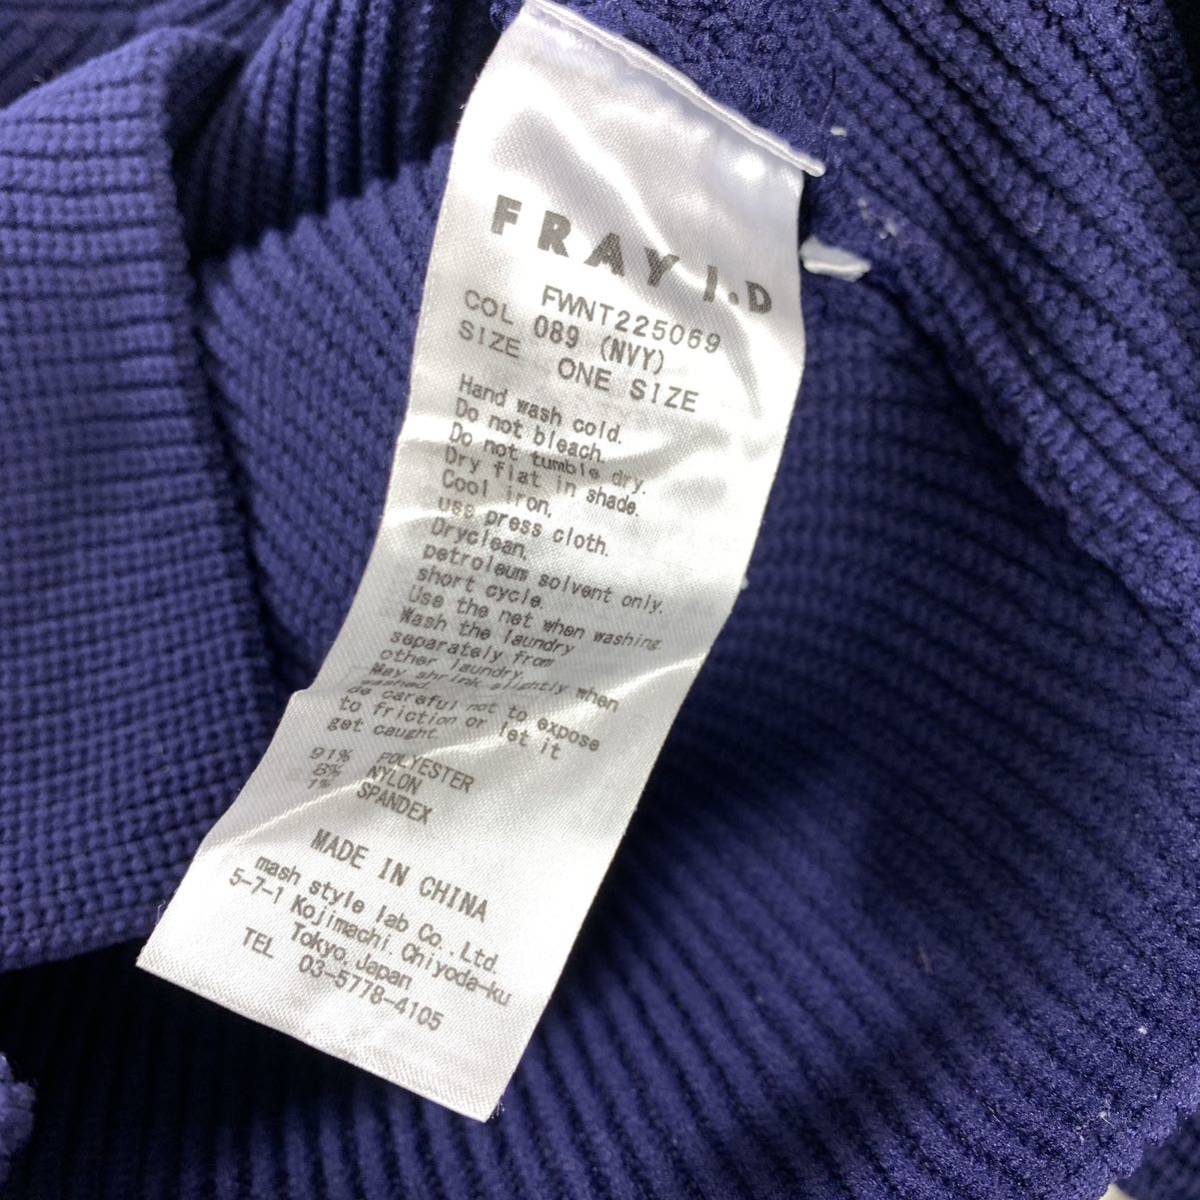 FRAY I.D
FWNT225069
COL 089 (NVY)
SIZE ONE SIZE
Hand wash cold.
Do not bleach.
Do not tumble dry.
Dry flat in shade.
Cool iron,
use press cloth.
Dryclean,
petroleum solvent only.
short cycle.
Use the net when washing
Wash the laundry
separately from
other laundry.
May shrink slightly when
washed.
be careful not to expose
to friction or let it
get caught.
91% POLYESTER
8% NYLON
1% SPANDEX
MADE IN CHINA
mash style lab Co.,Ltd.
5-7-1 Kojimachi,Chiyoda-ku
Tokyo,Japan
TEL 03-5778-4105